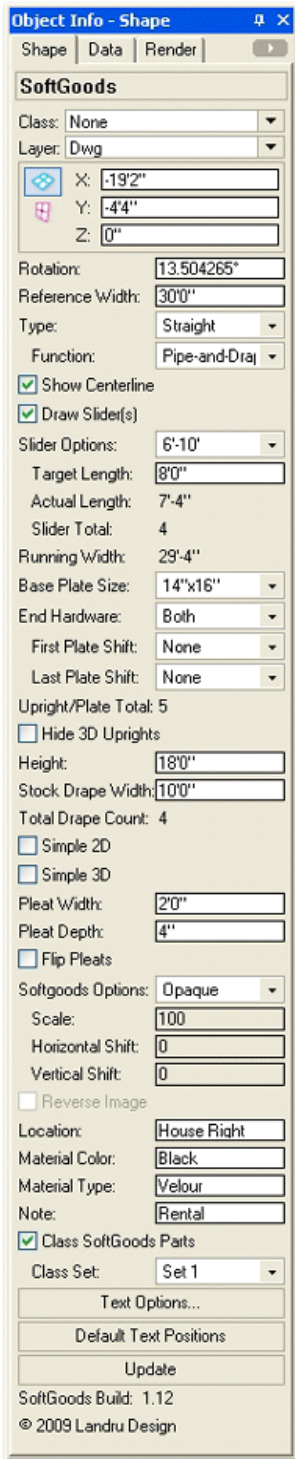 Object Info - Shape
Shape Data Render
SoftGoods
Class: None
Layer: Dwg
X: -19'2"
Y: -4'4"
Z: 0"
Rotation: 13.504265°
Reference Width: 30'0"
Type: Straight
Function: Pipe-and-Drap
Show Centerline
Draw Slider(s)
Slider Options: 6'-10'
Target Length: 8'0"
Actual Length: 7'-4"
Slider Total: 4
Running Width: 29'-4"
Base Plate Size: 14"x16"
End Hardware: Both
First Plate Shift: None
Last Plate Shift: None
Upright/Plate Total: 5
Hide 3D Uprights
Height: 18'0"
Stock Drape Width: 10'0"
Total Drape Count: 4
Simple 2D
Simple 3D
Pleat Width: 2'0"
Pleat Depth: 4"
Flip Pleats
Softgoods Options: Opaque
Scale: 100
Horizontal Shift: 0
Vertical Shift: 0
Reverse Image
Location: House Right
Material Color: Black
Material Type: Velour
Note: Rental
Class SoftGoods Parts
Class Set: Set 1
Text Options...
Default Text Positions
Update
SoftGoods Build: 1.12
© 2009 Landru Design